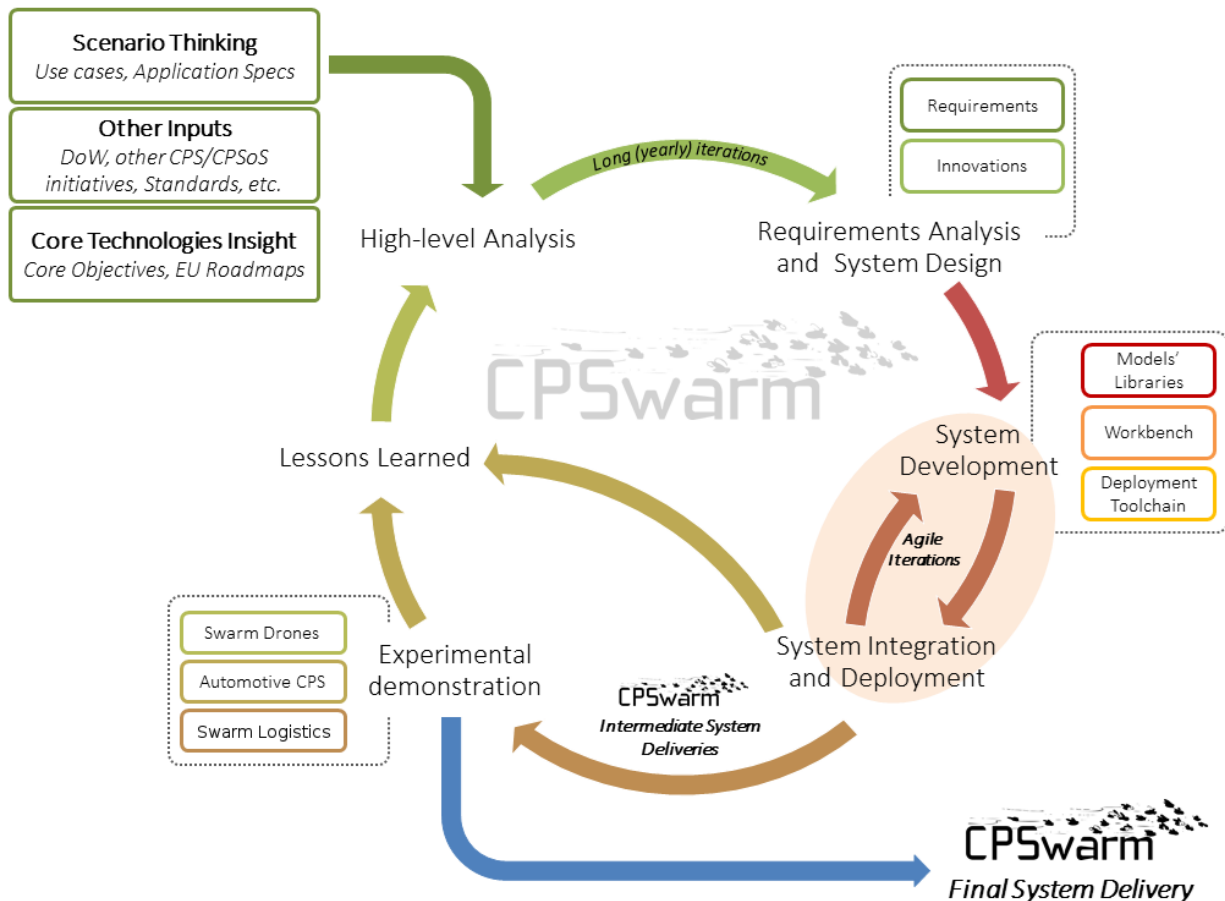 Scenario Thinking
Use cases, Application Specs
Other Inputs
DoW, other CPS/CPSoS
initiatives, Standards, etc.
Core Technologies Insight
Core Objectives, EU Roadmaps
Long (yearly) iterations
Requirements
Innovations
High-level Analysis
Requirements Analysis
and System Design
CPSwarm
Models'
Libraries
Workbench
Deployment
Toolchain
System
Development
Lessons Learned
Agile
Iterations
Swarm Drones
Automotive CPS
Swarm Logistics
Experimental
demonstration
System Integration
and Deployment
CPSwarm
Intermediate System
Deliveries
CPSwarm
Final System Delivery